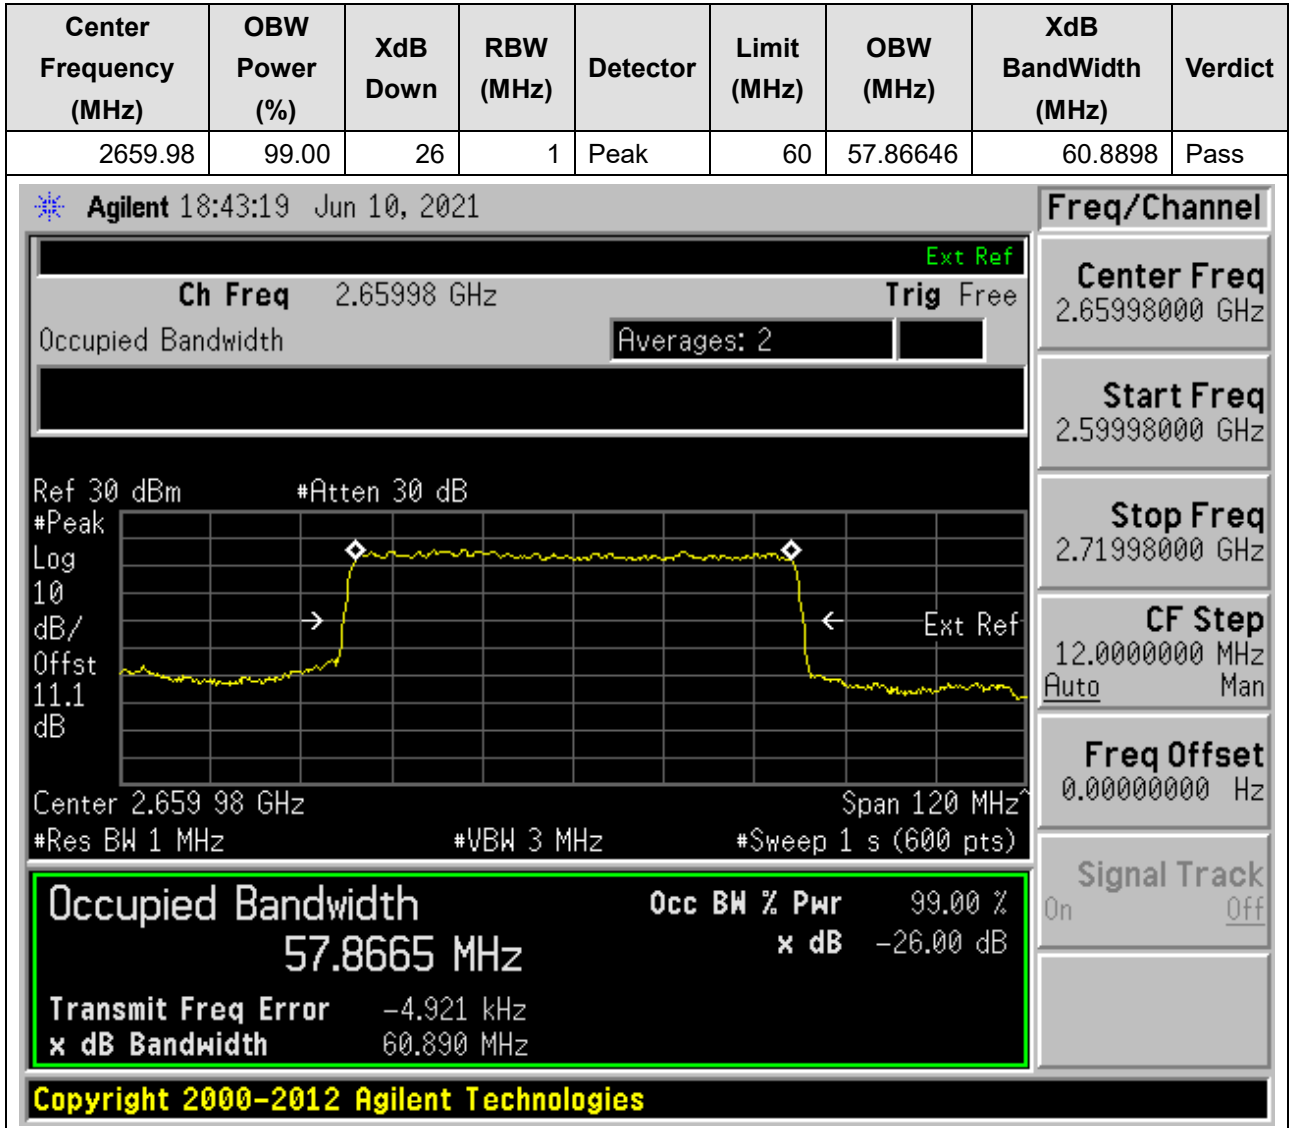 Center Frequency (MHz) OBW Power (%) XdB Down RBW (MHz) Detector Limit (MHz) OBW (MHz) XdB BandWidth (MHz) Verdict
2659.98 99.00 26 1 Peak 60 57.86646 60.8898 Pass
Agilent 18:43:19 Jun 10, 2021
Freq/Channel
Ext Ref
Ch Freq 2.65998 GHz Trig Free
Occupied Bandwidth Averages: 2
Ref 30 dBm #Atten 30 dB
#Peak
Log
10
dB/
Offst
11.1
dB
Ext Ref
Center 2.659 98 GHz Span 120 MHz^
#Res BW 1 MHz #VBW 3 MHz #Sweep 1 s (600 pts)
Occupied Bandwidth
57.8665 MHz
Occ BW % Pwr 99.00 %
x dB -26.00 dB
Transmit Freq Error -4.921 kHz
x dB Bandwidth 60.890 MHz
Center Freq
2.65998000 GHz
Start Freq
2.59998000 GHz
Stop Freq
2.71998000 GHz
CF Step
12.0000000 MHz
Auto Man
Freq Offset
0.00000000 Hz
Signal Track
On Off
Copyright 2000-2012 Agilent Technologies